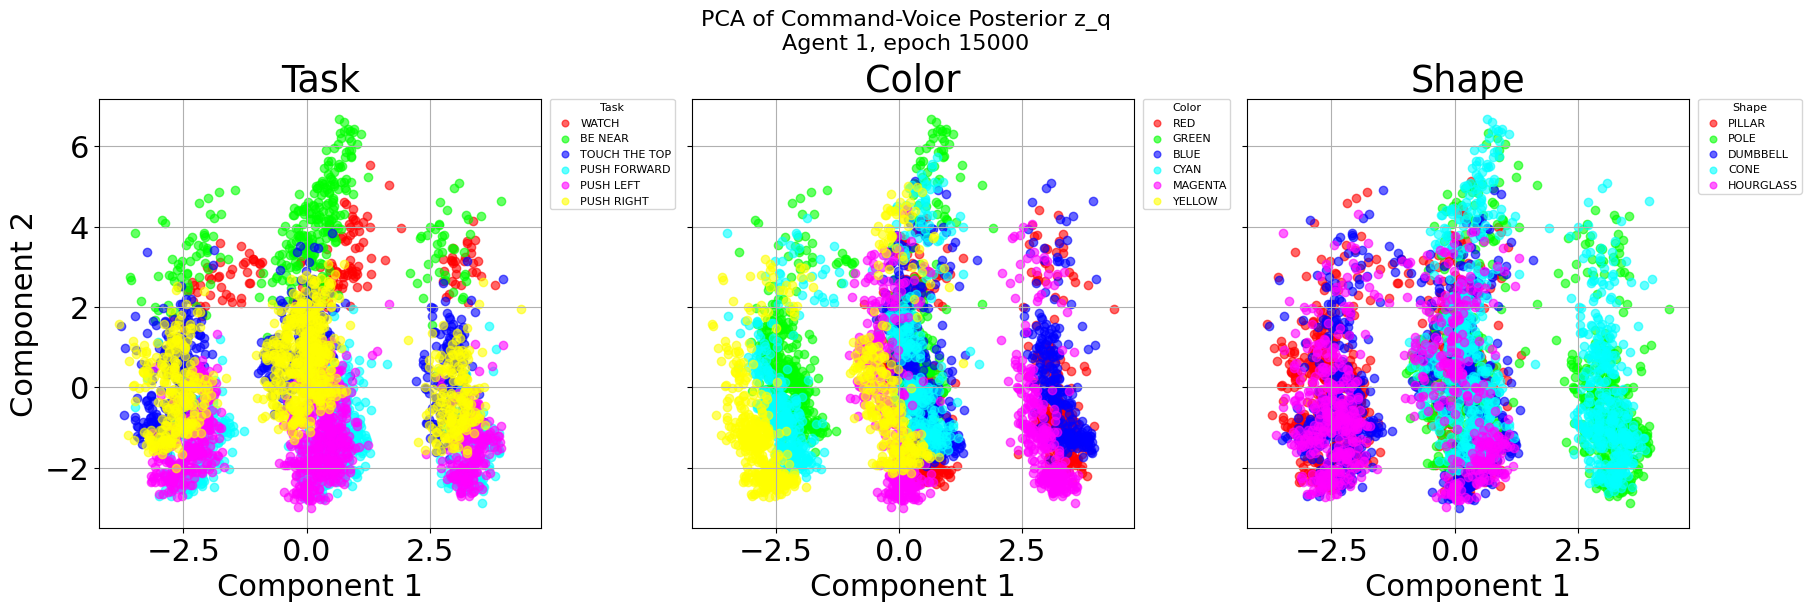 PCA of Command-Voice Posterior z_q
Agent 1, epoch 15000
Task
Color
Shape
Task
WATCH
BE NEAR
TOUCH THE TOP
PUSH FORWARD
PUSH LEFT
PUSH RIGHT
Color
RED
GREEN
BLUE
CYAN
MAGENTA
YELLOW
Shape
PILLAR
POLE
DUMBBELL
CONE
HOURGLASS
Component 2
6
4
2
0
−2
−2.5 0.0 2.5
−2.5 0.0 2.5
−2.5 0.0 2.5
Component 1
Component 1
Component 1